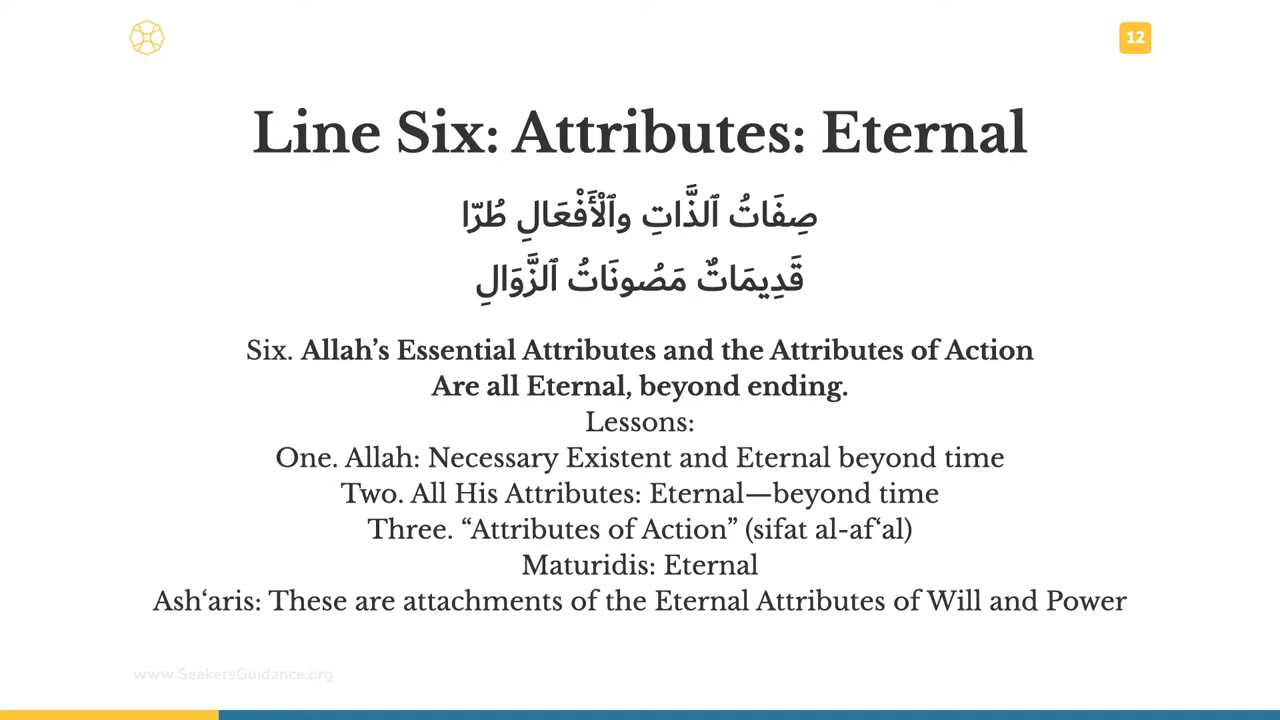 12
Line Six: Attributes: Eternal
صِفَاتُ ٱلذَّاتِ وٱلْأَفْعَالِ طُرًّا
قَدِيمَاتٌ مَصُونَاتُ ٱلزَّوَالِ
Six. Allah’s Essential Attributes and the Attributes of Action
Are all Eternal, beyond ending.
Lessons:
One. Allah: Necessary Existent and Eternal beyond time
Two. All His Attributes: Eternal—beyond time
Three. “Attributes of Action” (sifat al-af‘al)
Maturidis: Eternal
Ash‘aris: These are attachments of the Eternal Attributes of Will and Power
www.SeekersGuidance.org